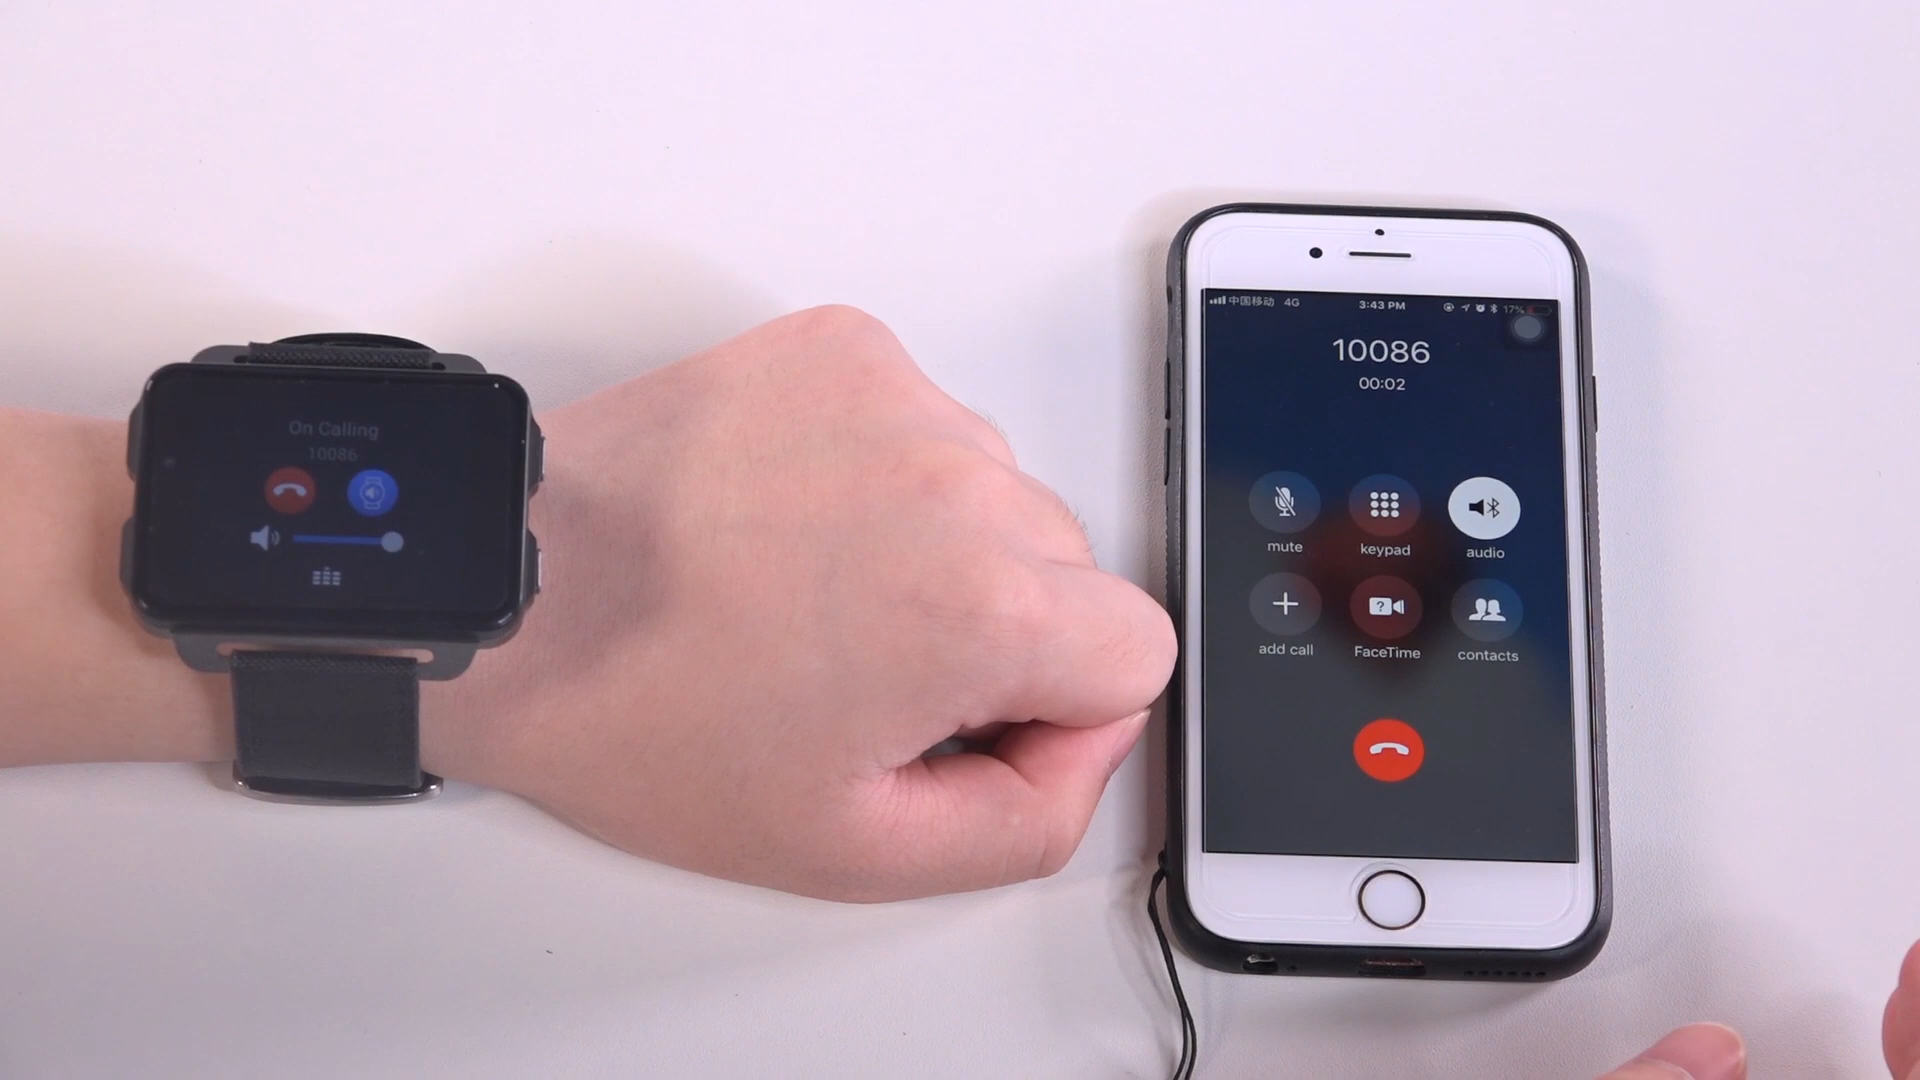 On Calling
10086
中国移动 4G 3:43 PM 17%
10086
00:02
mute keypad audio
add call FaceTime contacts